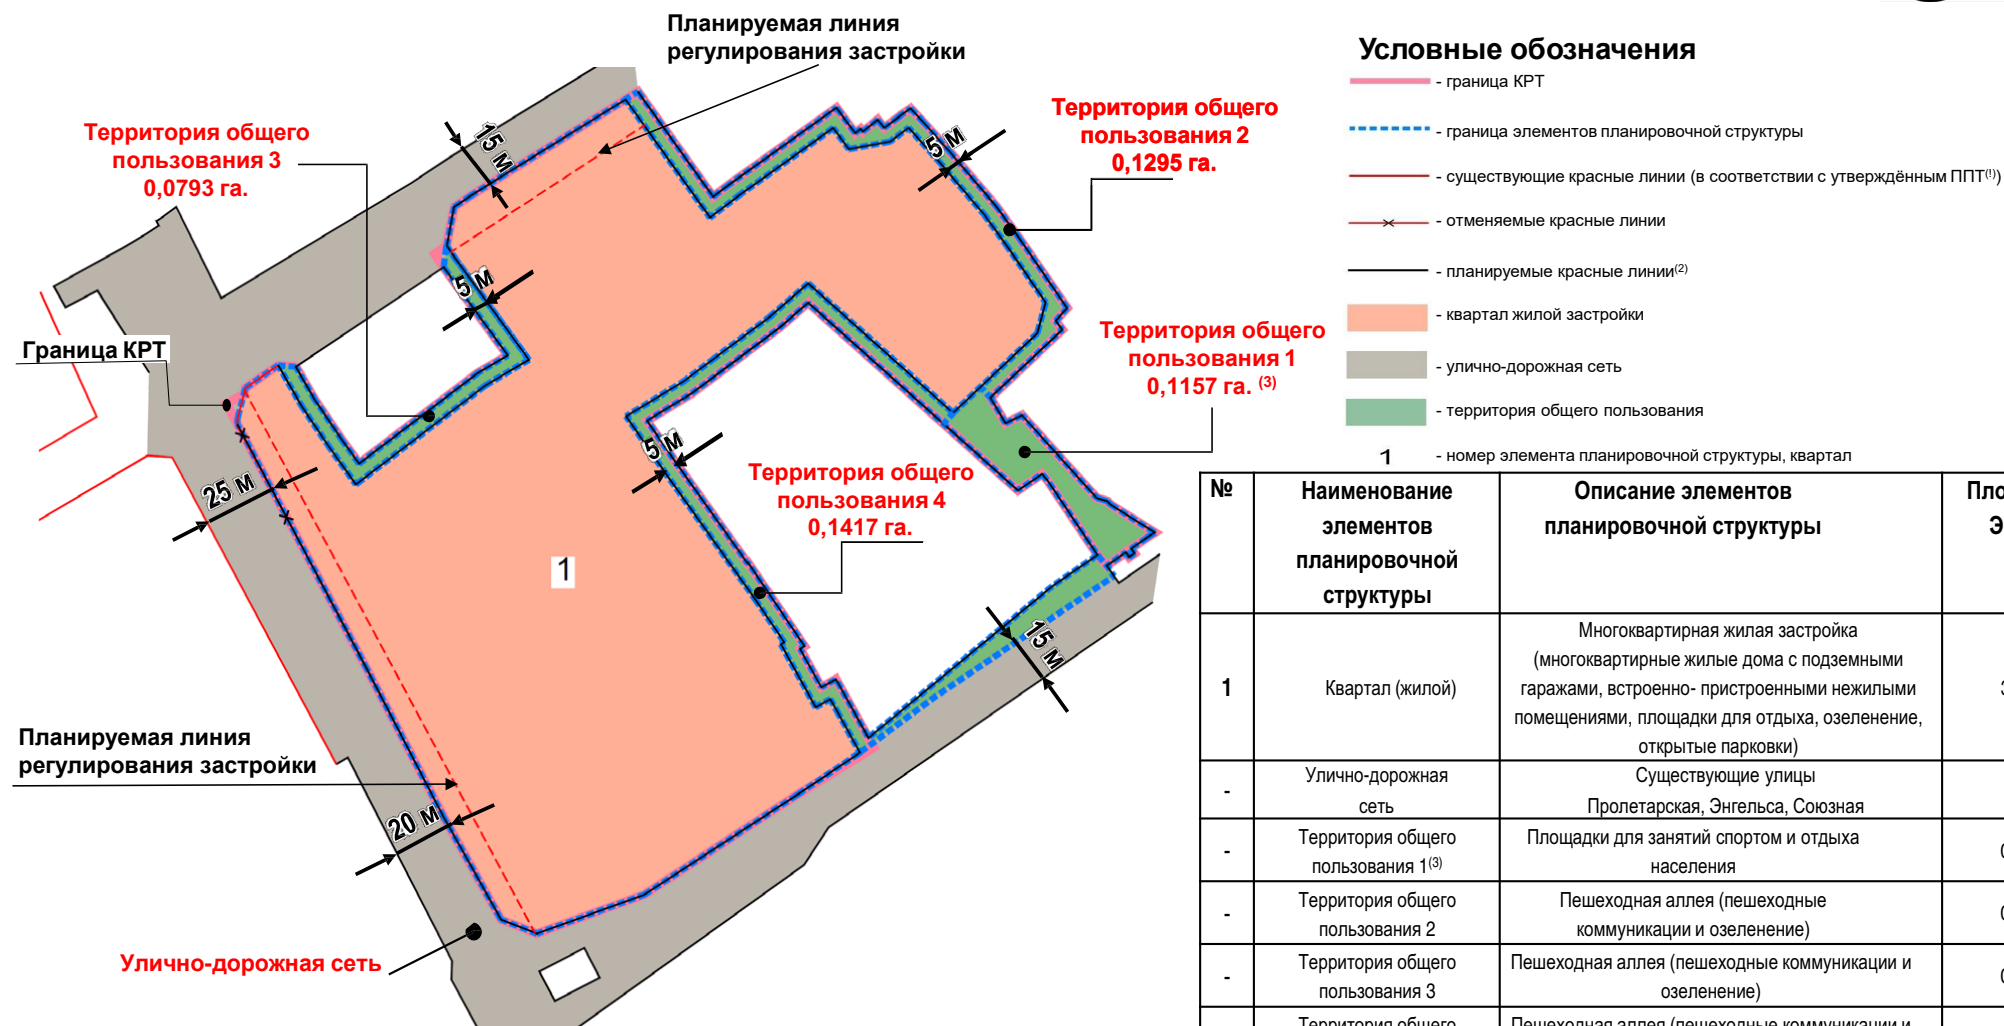 Планируемая линия
регулирования застройки
Территория общего
пользования 3
0,0793 га.
Территория общего
пользования 2
0,1295 га.
Территория общего
пользования 1
0,1157 га. (3)
Территория общего
пользования 4
0,1417 га.
Граница КРТ
Планируемая линия
регулирования застройки
Улично-дорожная сеть
15 м
5 м
5 м
5 м
25 м
20 м
15 м
1
Условные обозначения
- граница КРТ
- граница элементов планировочной структуры
- существующие красные линии (в соответствии с утверждённым ППТ(!))
- отменяемые красные линии
- планируемые красные линии(2)
- квартал жилой застройки
- улично-дорожная сеть
- территория общего пользования
1 - номер элемента планировочной структуры, квартал
№
Наименование
элементов
планировочной
структуры
Описание элементов
планировочной структуры
1
Квартал (жилой)
Многоквартирная жилая застройка
(многоквартирные жилые дома с подземными
гаражами, встроенно- пристроенными нежилыми
помещениями, площадки для отдыха, озеленение,
открытые парковки)
-
Улично-дорожная
сеть
Существующие улицы
Пролетарская, Энгельса, Союзная
-
Территория общего
пользования 1(3)
Площадки для занятий спортом и отдыха
населения
-
Территория общего
пользования 2
Пешеходная аллея (пешеходные
коммуникации и озеленение)
-
Территория общего
пользования 3
Пешеходная аллея (пешеходные коммуникации и
озеленение)
Территория общего
Пешеходная аллея (пешеходные коммуникации и